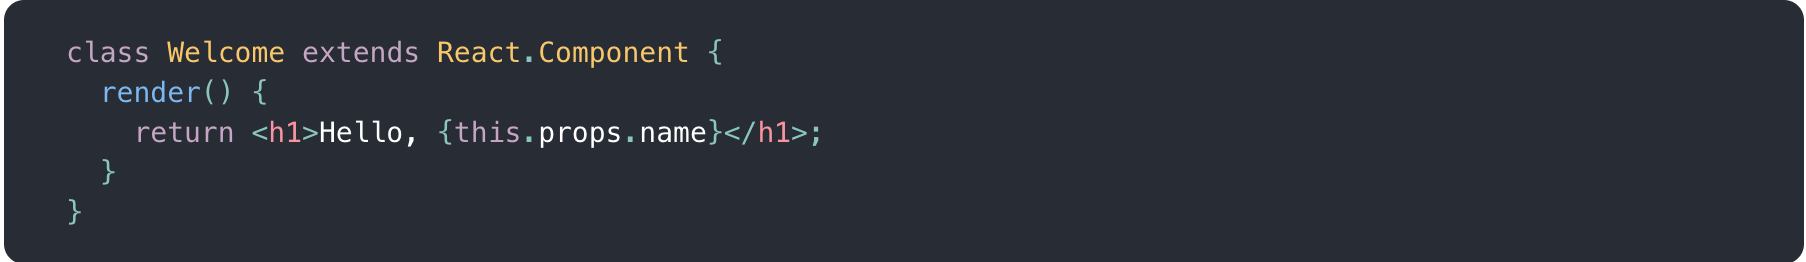 class Welcome extends React.Component {
  render() {
    return <h1>Hello, {this.props.name}</h1>;
  }
}